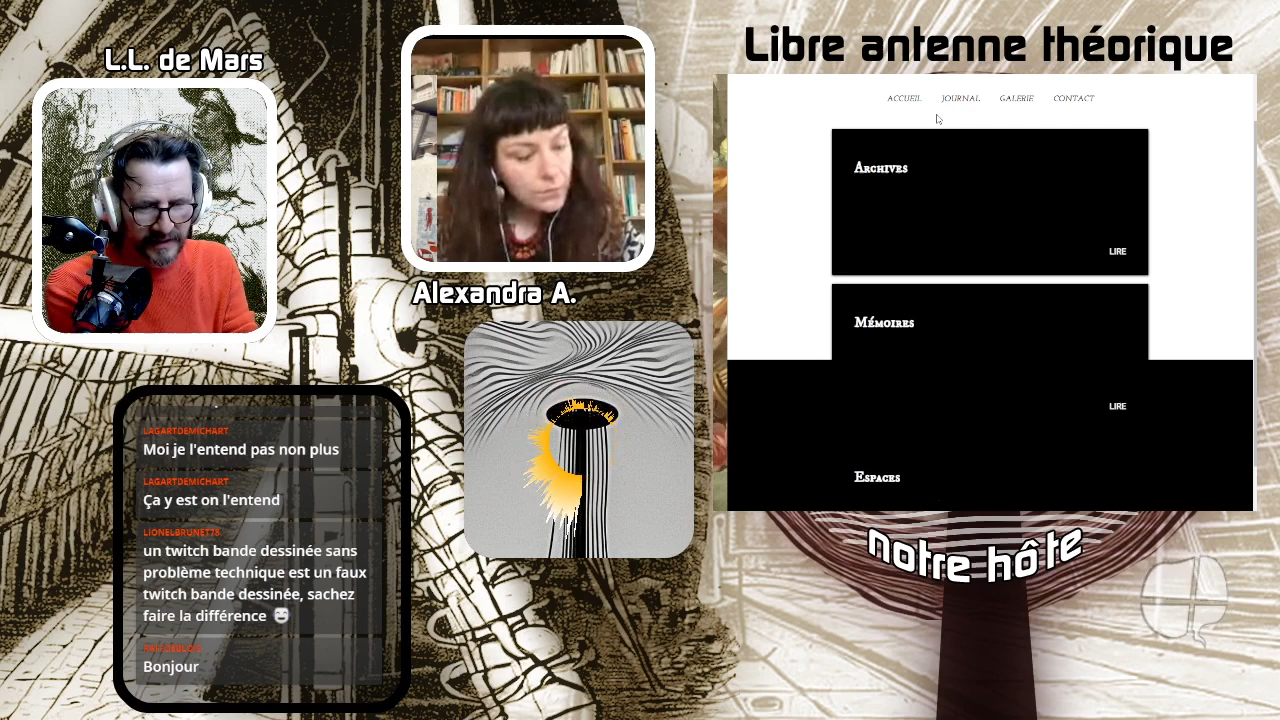 L.L. de Mars
Alexandra A.
LAGARTDEMICHART
Moi je l'entend pas non plus
LAGARTDEMICHART
Ça y est on l'entend
LIONELBRUNET78
un twitch bande dessinée sans
problème technique est un faux
twitch bande dessinée, sachez
faire la différence
Bonjour
Libre antenne théorique
ACCUEIL JOURNAL GALERIE CONTACT
Archives
LIRE
Mémoires
LIRE
Espaces
notre hôte